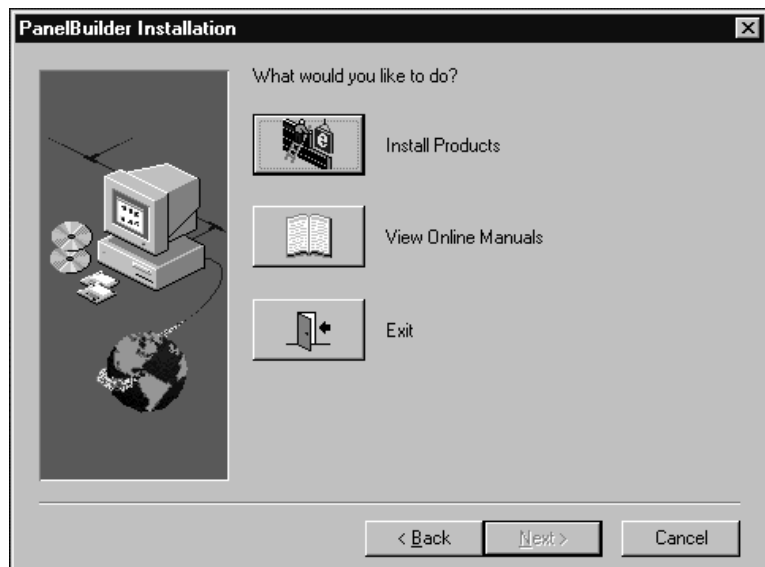 PanelBuilder Installation
What would you like to do?
Install Products
View Online Manuals
Exit
< Back
Next >
Cancel